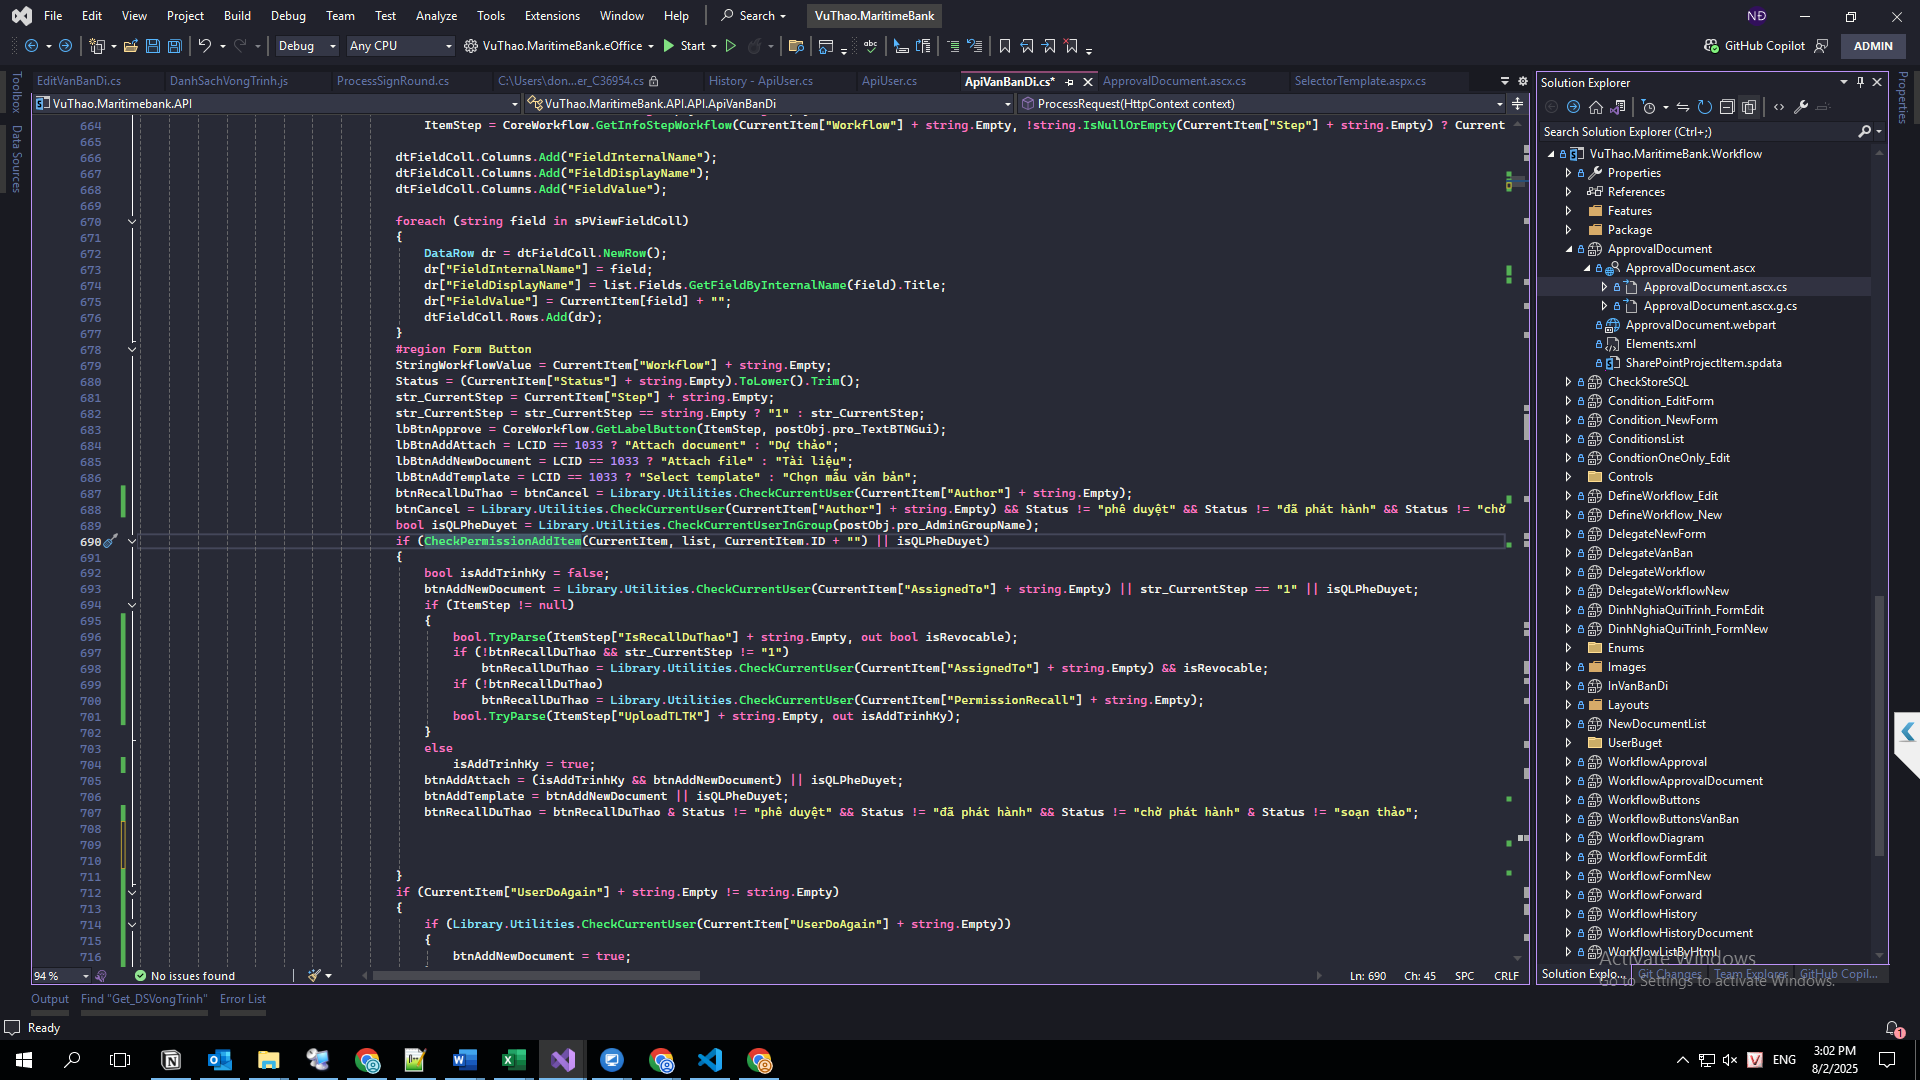 File Edit View Project Build Debug Team Test Analyze Tools Extensions Window Help Search VuThao.MaritimeBank NĐ
Debug Any CPU VuThao.MaritimeBank.eOffice Start GitHub Copilot ADMIN
EditVanBanDi.cs DanhSachVongTrinh.js ProcessSignRound.cs C:\Users\don...er_C36954.cs History - ApiUser.cs ApiUser.cs ApiVanBanDi.cs* ApprovalDocument.ascx.cs SelectorTemplate.aspx.cs
VuThao.Maritimebank.API VuThao.MaritimeBank.API.API.ApiVanBanDi ProcessRequest(HttpContext context)
Toolbox
Data Sources
664 ItemStep = CoreWorkflow.GetInfoStepWorkflow(CurrentItem["Workflow"] + string.Empty, !string.IsNullOrEmpty(CurrentItem["Step"] + string.Empty) ? Current
665
666 dtFieldColl.Columns.Add("FieldInternalName");
667 dtFieldColl.Columns.Add("FieldDisplayName");
668 dtFieldColl.Columns.Add("FieldValue");
669
670 foreach (string field in sPViewFieldColl)
671 {
672 DataRow dr = dtFieldColl.NewRow();
673 dr["FieldInternalName"] = field;
674 dr["FieldDisplayName"] = list.Fields.GetFieldByInternalName(field).Title;
675 dr["FieldValue"] = CurrentItem[field] + "";
676 dtFieldColl.Rows.Add(dr);
677 }
678 #region Form Button
679 StringWorkflowValue = CurrentItem["Workflow"] + string.Empty;
680 Status = (CurrentItem["Status"] + string.Empty).ToLower().Trim();
681 str_CurrentStep = CurrentItem["Step"] + string.Empty;
682 str_CurrentStep = str_CurrentStep == string.Empty ? "1" : str_CurrentStep;
683 lbBtnApprove = CoreWorkflow.GetLabelButton(ItemStep, postObj.pro_TextBTNGui);
684 lbBtnAddAttach = LCID == 1033 ? "Attach document" : "Dự thảo";
685 lbBtnAddNewDocument = LCID == 1033 ? "Attach file" : "Tài liệu";
686 lbBtnAddTemplate = LCID == 1033 ? "Select template" : "Chọn mẫu văn bản";
687 btnRecallDuThao = btnCancel = Library.Utilities.CheckCurrentUser(CurrentItem["Author"] + string.Empty);
688 btnCancel = Library.Utilities.CheckCurrentUser(CurrentItem["Author"] + string.Empty) && Status != "phê duyệt" && Status != "đã phát hành" && Status != "chờ
689 bool isQLPheDuyet = Library.Utilities.CheckCurrentUserInGroup(postObj.pro_AdminGroupName);
690 if (CheckPermissionAddItem(CurrentItem, list, CurrentItem.ID + "") || isQLPheDuyet)
691 {
692 bool isAddTrinhKy = false;
693 btnAddNewDocument = Library.Utilities.CheckCurrentUser(CurrentItem["AssignedTo"] + string.Empty) || str_CurrentStep == "1" || isQLPheDuyet;
694 if (ItemStep != null)
695 {
696 bool.TryParse(ItemStep["IsRecallDuThao"] + string.Empty, out bool isRevocable);
697 if (!btnRecallDuThao && str_CurrentStep != "1")
698 btnRecallDuThao = Library.Utilities.CheckCurrentUser(CurrentItem["AssignedTo"] + string.Empty) && isRevocable;
699 if (!btnRecallDuThao)
700 btnRecallDuThao = Library.Utilities.CheckCurrentUser(CurrentItem["PermissionRecall"] + string.Empty);
701 bool.TryParse(ItemStep["UploadTLTK"] + string.Empty, out isAddTrinhKy);
702 }
703 else
704 isAddTrinhKy = true;
705 btnAddAttach = (isAddTrinhKy && btnAddNewDocument) || isQLPheDuyet;
706 btnAddTemplate = btnAddNewDocument || isQLPheDuyet;
707 btnRecallDuThao = btnRecallDuThao & Status != "phê duyệt" && Status != "đã phát hành" && Status != "chờ phát hành" & Status != "soạn thảo";
708
709
710
711 }
712 if (CurrentItem["UserDoAgain"] + string.Empty != string.Empty)
713 {
714 if (Library.Utilities.CheckCurrentUser(CurrentItem["UserDoAgain"] + string.Empty))
715 {
716 btnAddNewDocument = true;
94 % No issues found Ln: 690 Ch: 45 SPC CRLF
Output Find "Get_DSVongTrinh" Error List
Ready
Solution Explorer
Search Solution Explorer (Ctrl+;)
VuThao.MaritimeBank.Workflow
Properties
References
Features
Package
ApprovalDocument
ApprovalDocument.ascx
ApprovalDocument.ascx.cs
ApprovalDocument.ascx.g.cs
ApprovalDocument.webpart
Elements.xml
SharePointProjectItem.spdata
CheckStoreSQL
Condition_EditForm
Condition_NewForm
ConditionsList
CondtionOneOnly_Edit
Controls
DefineWorkflow_Edit
DefineWorkflow_New
DelegateNewForm
DelegateVanBan
DelegateWorkflow
DelegateWorkflowNew
DinhNghiaQuiTrinh_FormEdit
DinhNghiaQuiTrinh_FormNew
Enums
Images
InVanBanDi
Layouts
NewDocumentList
UserBuget
WorkflowApproval
WorkflowApprovalDocument
WorkflowButtons
WorkflowButtonsVanBan
WorkflowDiagram
WorkflowFormEdit
WorkflowFormNew
WorkflowForward
WorkflowHistory
WorkflowHistoryDocument
WorkflowListByHtml
Solution Explo... Git Changes Team Explorer GitHub Copil...
Properties
Activate Windows
Go to Settings to activate Windows.
1
ENG
3:02 PM
8/2/2025